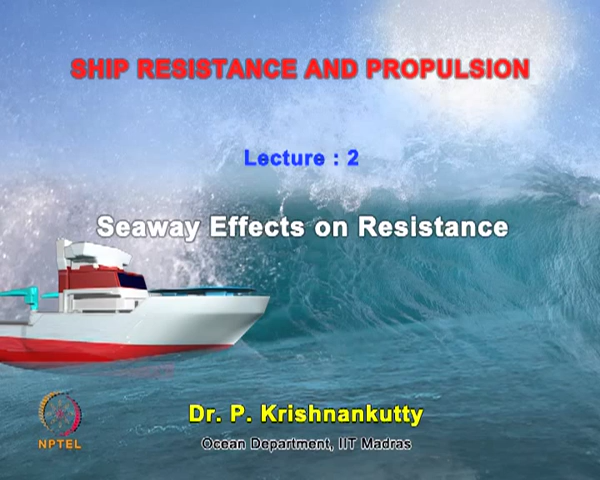 SHIP RESISTANCE AND PROPULSION
Lecture : 2
Seaway Effects on Resistance
Dr. P. Krishnankutty
NPTEL
Ocean Department, IIT Madras